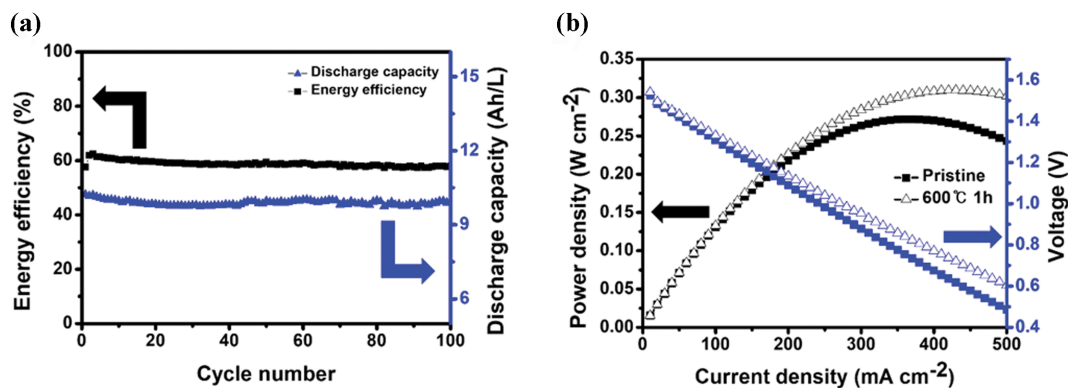 (a)
100
80
60
40
20
0
Energy efficiency (%)
0 20 40 60 80 100
Cycle number
15
12
9
6
Discharge capacity (Ah/L)
Discharge capacity
Energy efficiency
(b)
0.35
0.30
0.25
0.20
0.15
0.10
0.05
0.00
Power density (W cm-2)
0 100 200 300 400 500
Current density (mA cm-2)
1.6
1.4
1.2
1.0
0.8
0.6
0.4
Voltage (V)
Pristine
600℃ 1h